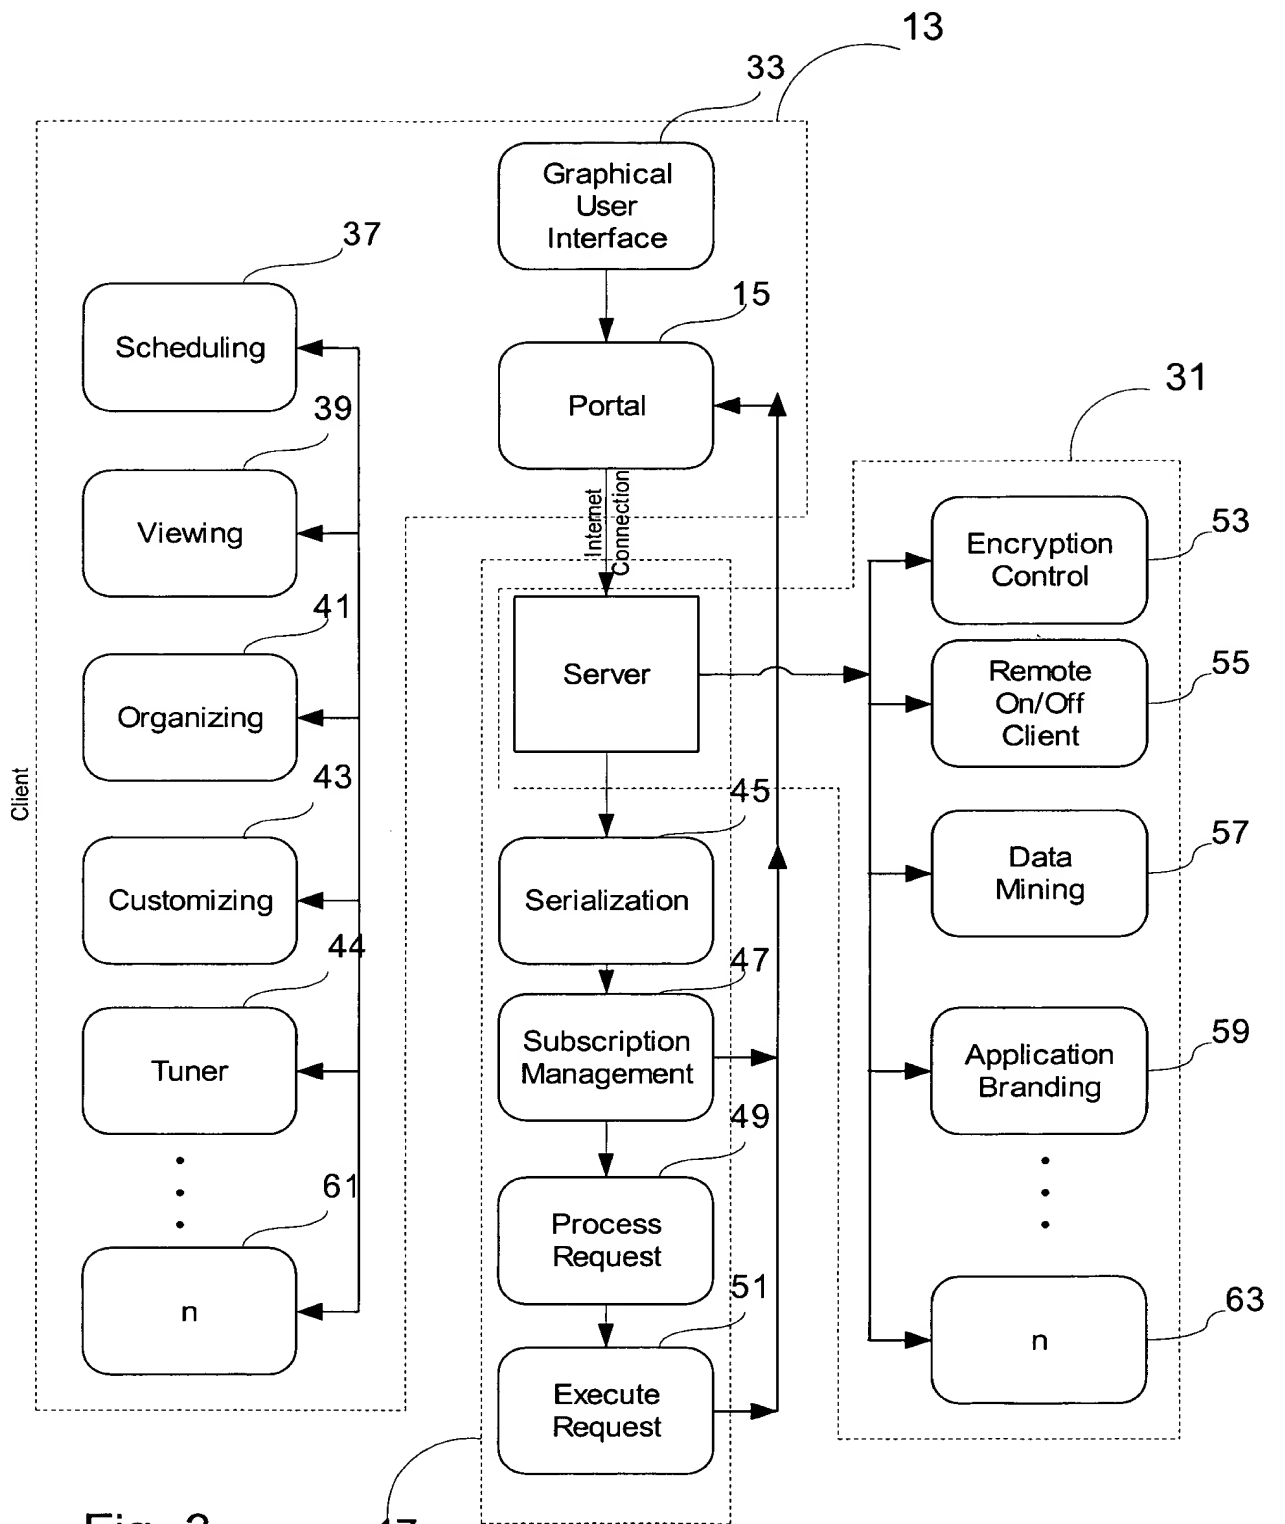 13
33
Graphical
User
Interface
37
Scheduling
15
Portal
31
39
Viewing
Internet
Connection
53
Encryption
Control
41
Organizing
Server
55
Remote
On/Off
Client
Client
43
Customizing
45
Serialization
57
Data
Mining
44
Tuner
47
Subscription
Management
59
Application
Branding
49
Process
Request
61
n
51
Execute
Request
63
n